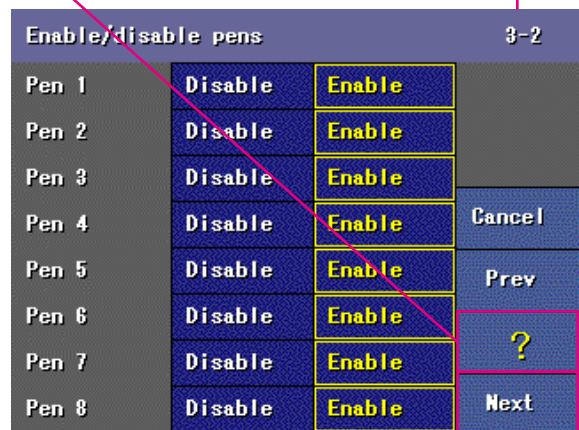 Enable/disable pens 3-2
Pen 1 Disable Enable
Pen 2 Disable Enable
Pen 3 Disable Enable
Pen 4 Disable Enable Cancel
Pen 5 Disable Enable Prev
Pen 6 Disable Enable
Pen 7 Disable Enable ?
Pen 8 Disable Enable Next